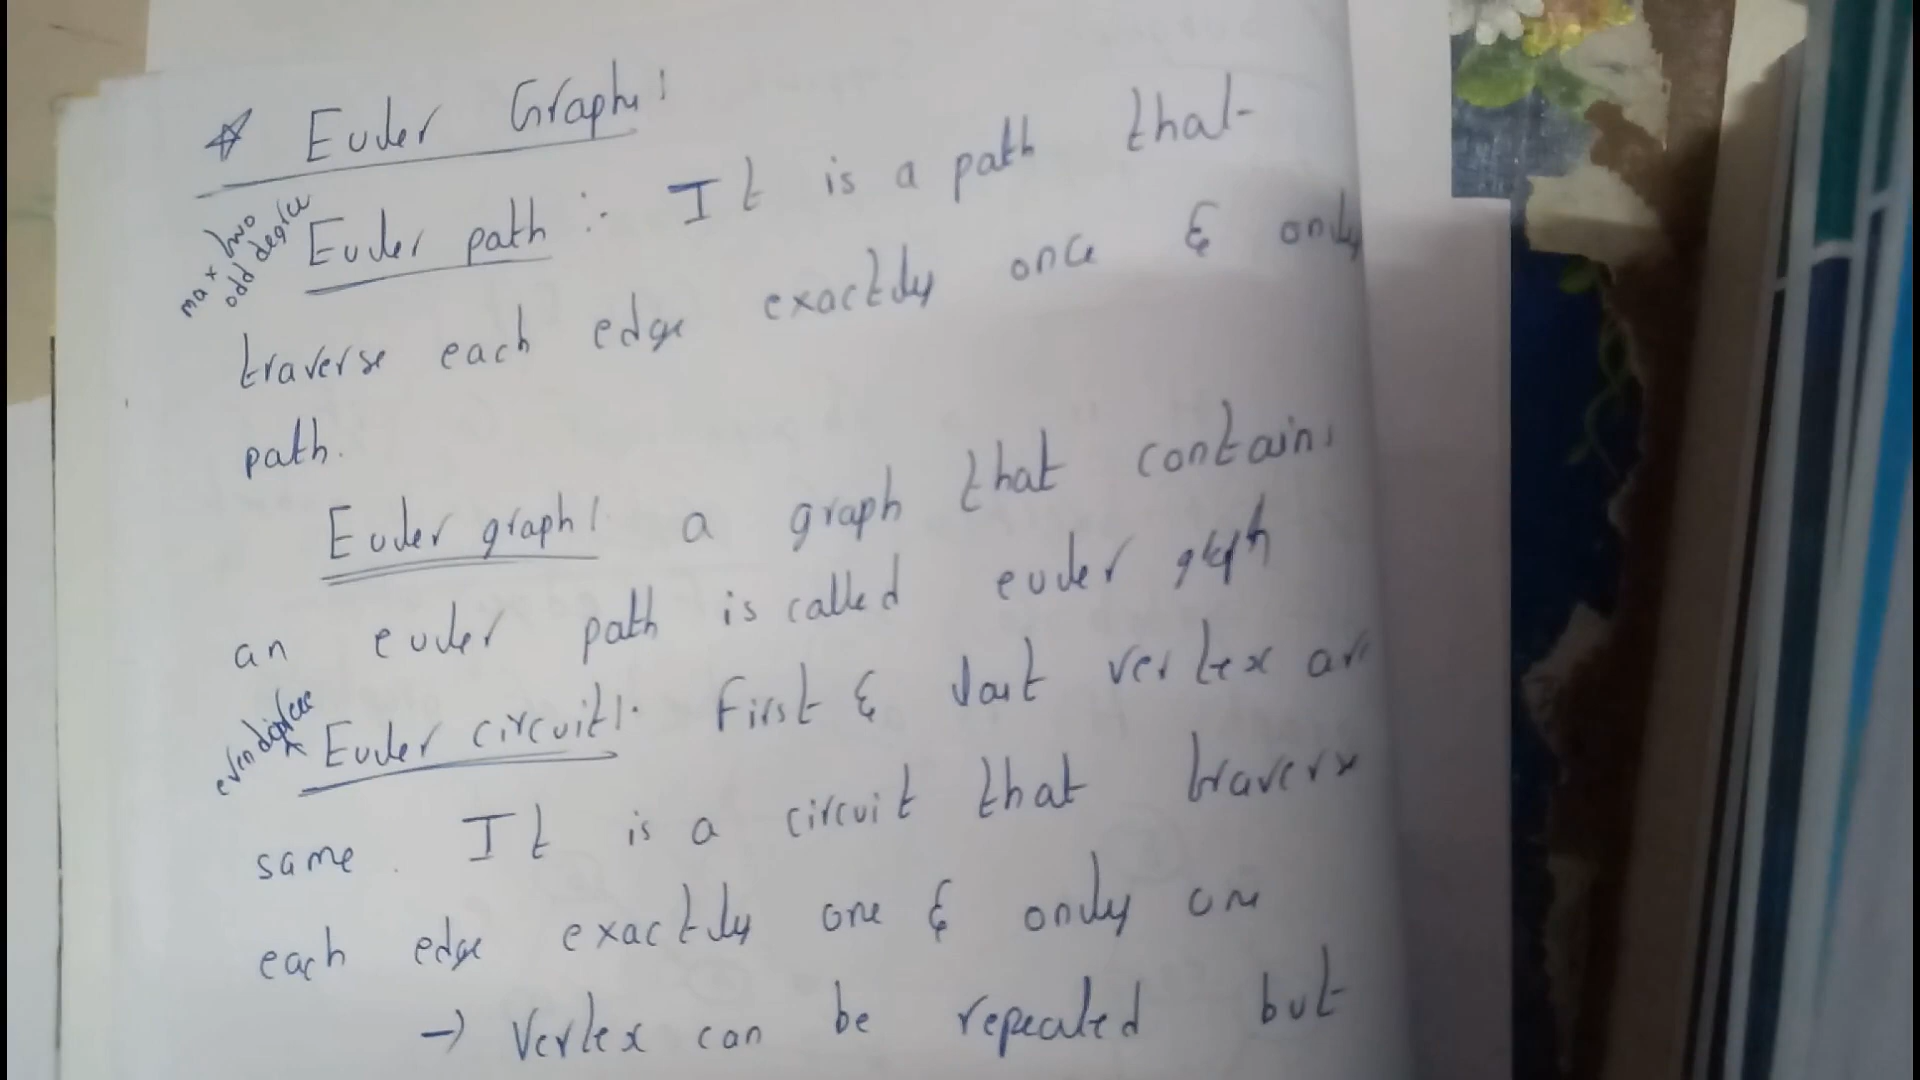 ☆ Euler Graph:
max two
odd degree
Euler path :- It is a path that
traverse each edge exactly once & only
path.
Euler graph: a graph that contains
an euler path is called euler graph
even degree
Euler circuit:- First & last vertex are
same. It is a circuit that traverse
each edge exactly one & only one
→ Vertex can be repeated but